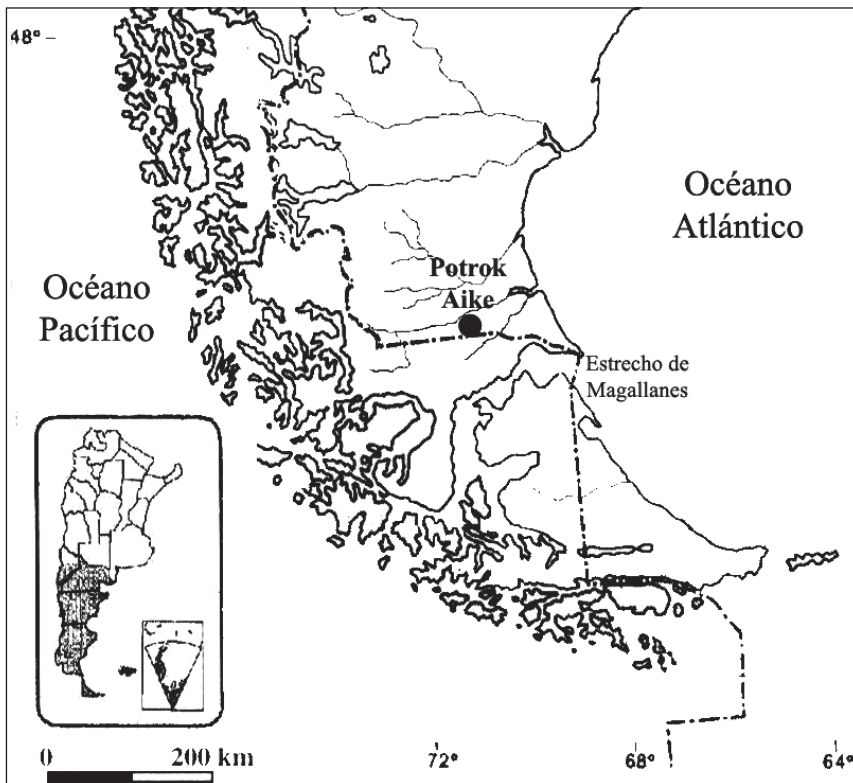 48°
Océano
Atlántico
Potrok
Aike
Océano
Pacífico
Estrecho de
Magallanes
0 200 km
72° 68° 64°